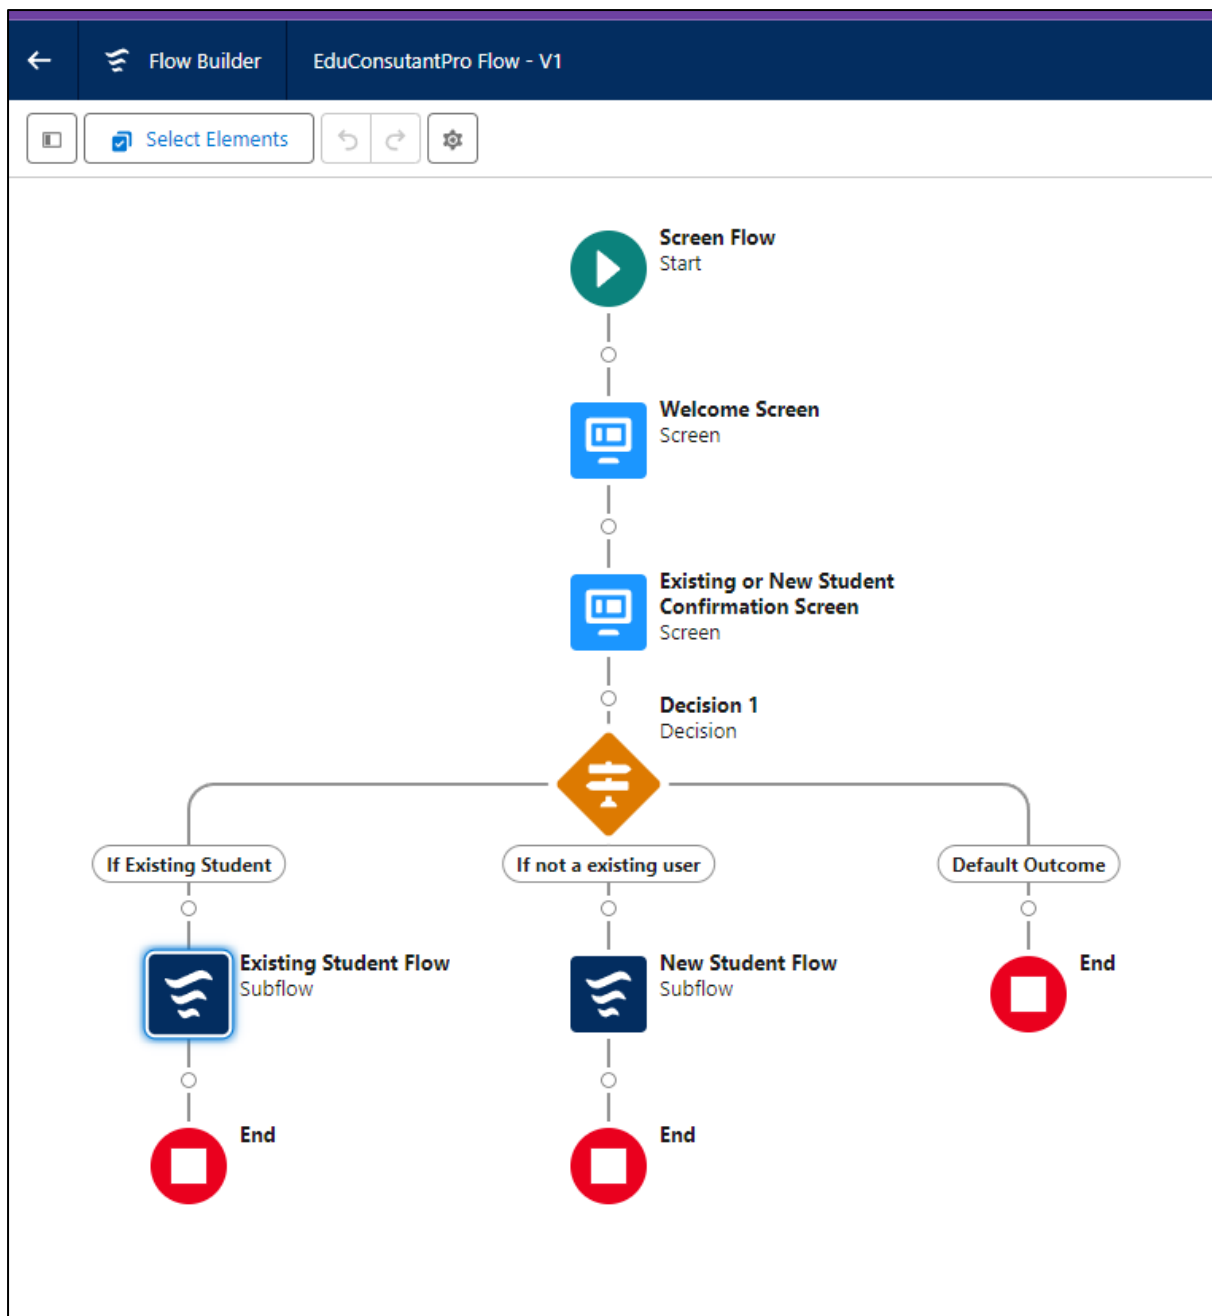 Flow Builder
EduConsutantPro Flow - V1
Select Elements
Screen Flow
Start
Welcome Screen
Screen
Existing or New Student
Confirmation Screen
Screen
Decision 1
Decision
If Existing Student
If not a existing user
Default Outcome
Existing Student Flow
Subflow
New Student Flow
Subflow
End
End
End